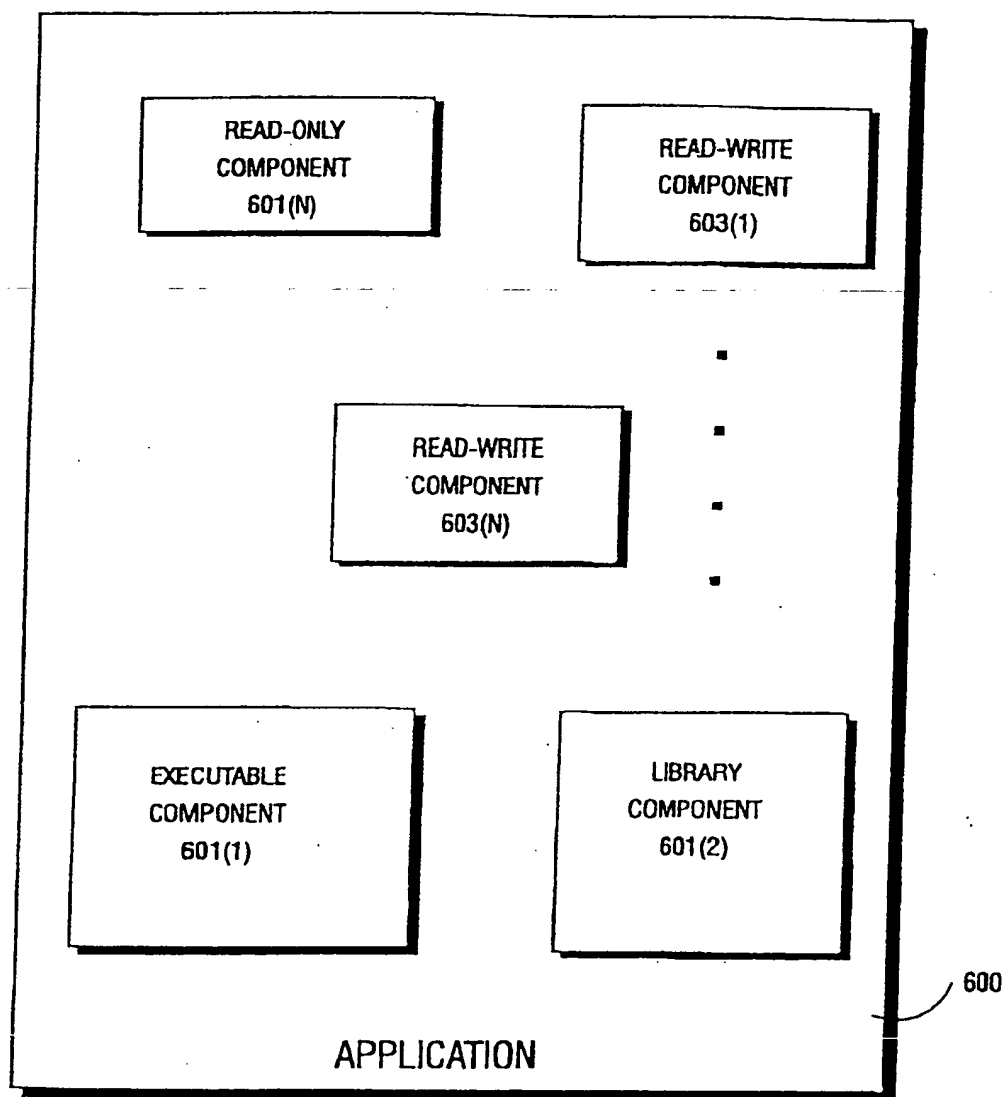 READ-ONLY
COMPONENT
601(N)
READ-WRITE
COMPONENT
603(1)
READ-WRITE
COMPONENT
603(N)
EXECUTABLE
COMPONENT
601(1)
LIBRARY
COMPONENT
601(2)
600
APPLICATION